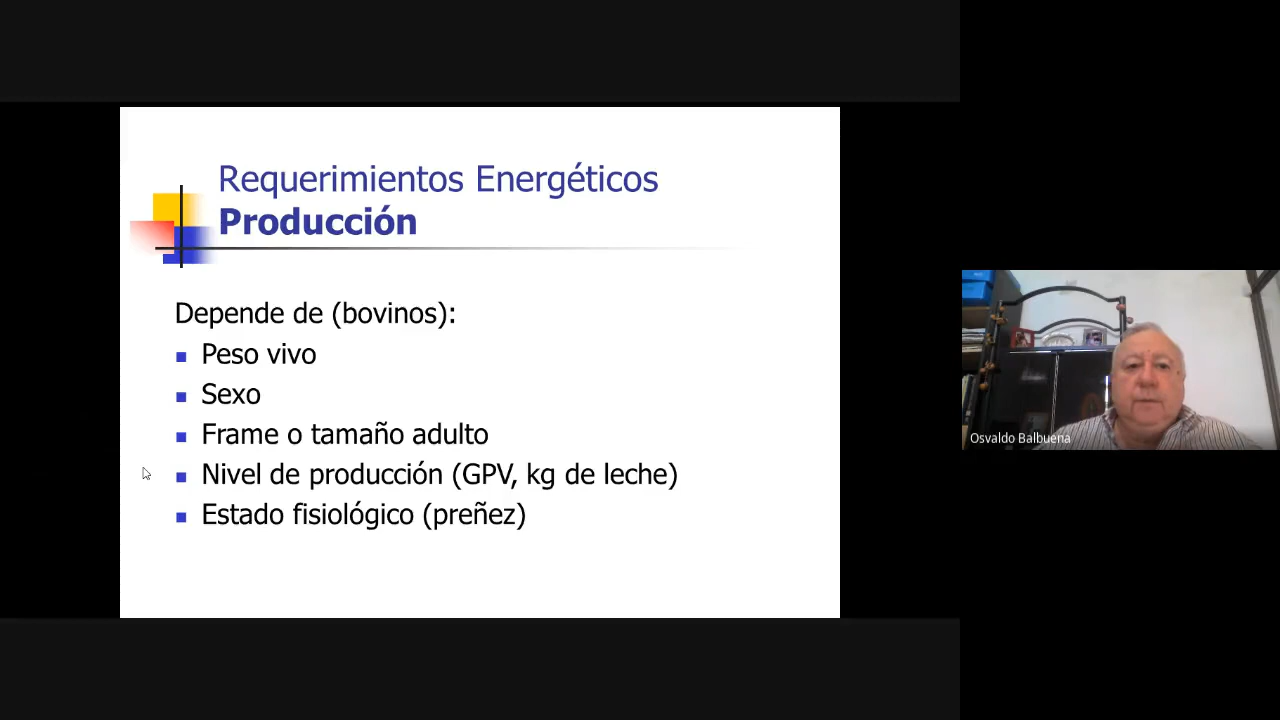 Requerimientos Energéticos
Producción
Depende de (bovinos):
Peso vivo
Sexo
Frame o tamaño adulto
Nivel de producción (GPV, kg de leche)
Estado fisiológico (preñez)
Osvaldo Balbuena